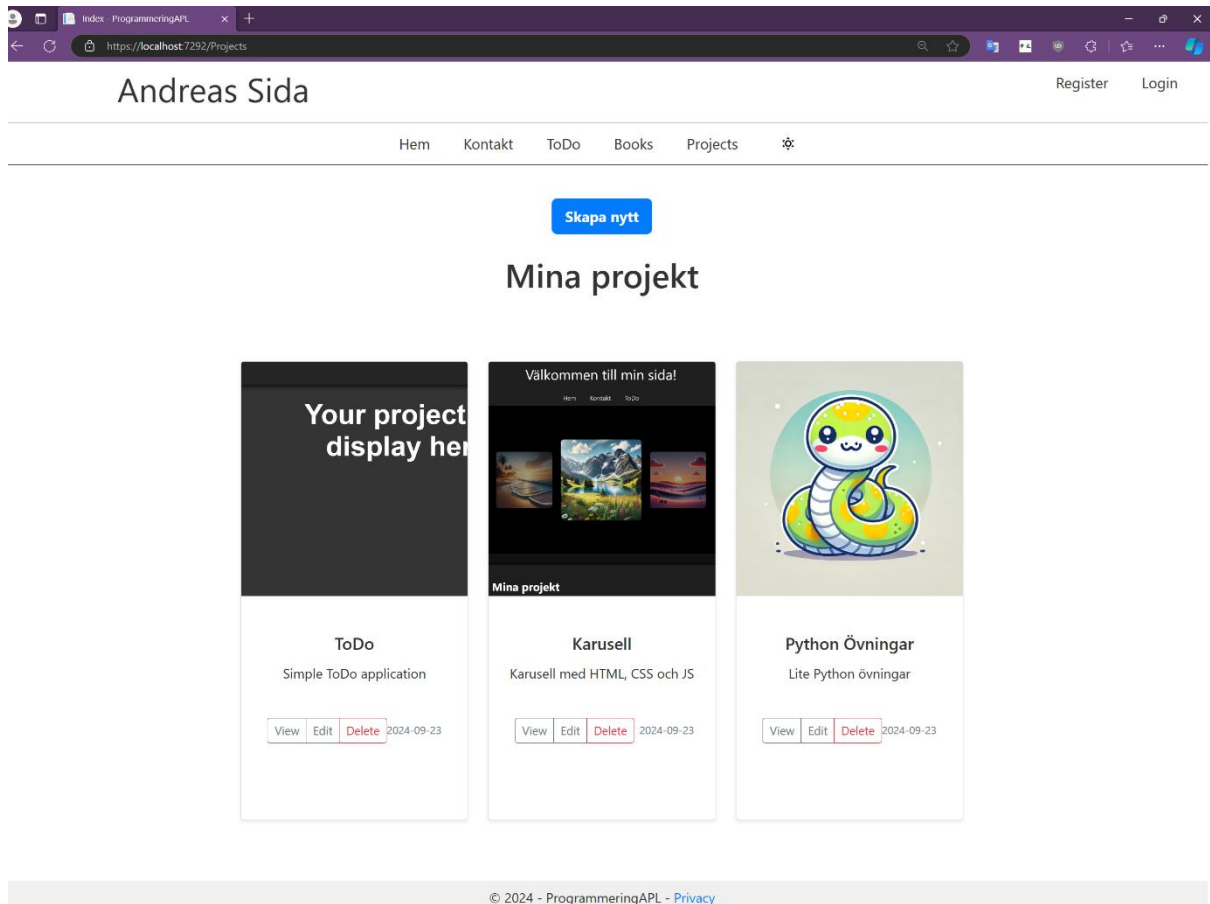 Index - ProgrammeringAPL
https://localhost:7292/Projects
Andreas Sida
Register Login
Hem Kontakt ToDo Books Projects
Skapa nytt
Mina projekt
Your project
display her
ToDo
Simple ToDo application
View Edit Delete 2024-09-23
Välkommen till min sida!
Hem Kontakt ToDo
Mina projekt
Karusell
Karusell med HTML, CSS och JS
View Edit Delete 2024-09-23
Python Övningar
Lite Python övningar
View Edit Delete 2024-09-23
© 2024 - ProgrammeringAPL - Privacy